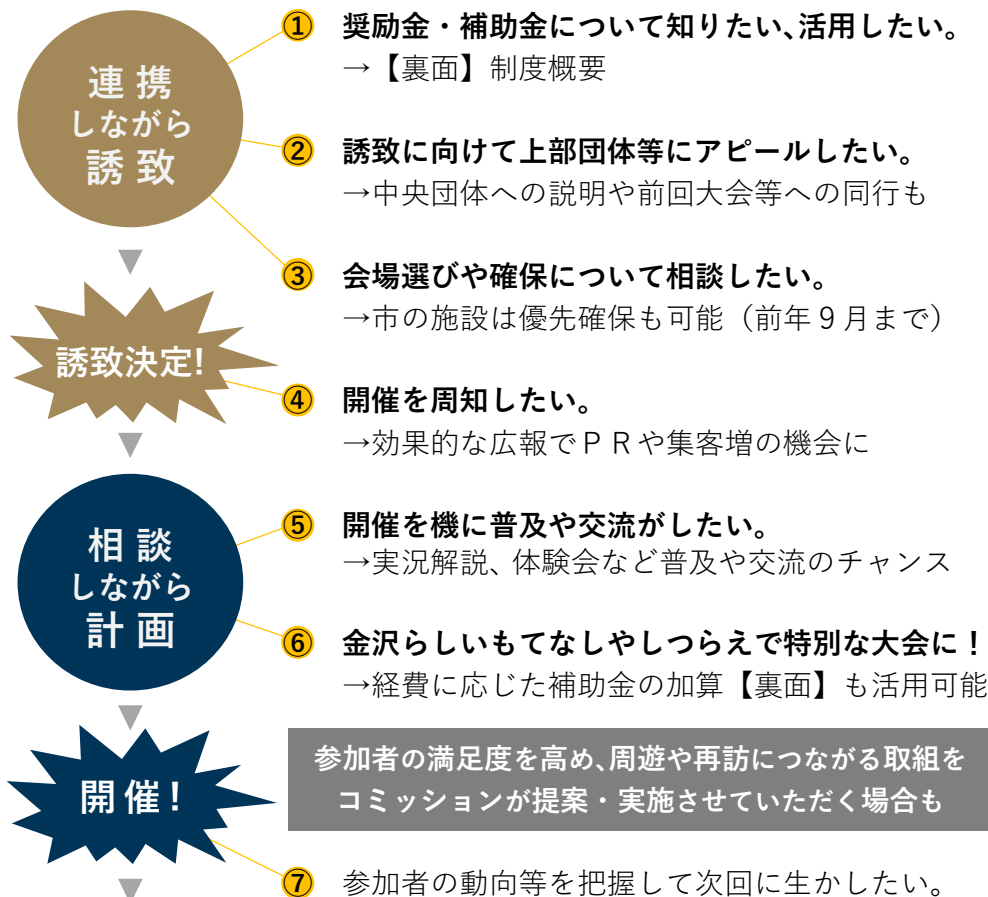 連携
しながら
誘致
① 奨励金・補助金について知りたい、活用したい。
→【裏面】制度概要
② 誘致に向けて上部団体等にアピールしたい。
→中央団体への説明や前回大会等への同行も
③ 会場選びや確保について相談したい。
→市の施設は優先確保も可能（前年９月まで）
誘致決定!
④ 開催を周知したい。
→効果的な広報でＰＲや集客増の機会に
相談
しながら
計画
⑤ 開催を機に普及や交流がしたい。
→実況解説、体験会など普及や交流のチャンス
⑥ 金沢らしいもてなしやしつらえで特別な大会に！
→経費に応じた補助金の加算【裏面】も活用可能
開催！
参加者の満足度を高め、周遊や再訪につながる取組を
コミッションが提案・実施させていただく場合も
⑦ 参加者の動向等を把握して次回に生かしたい。